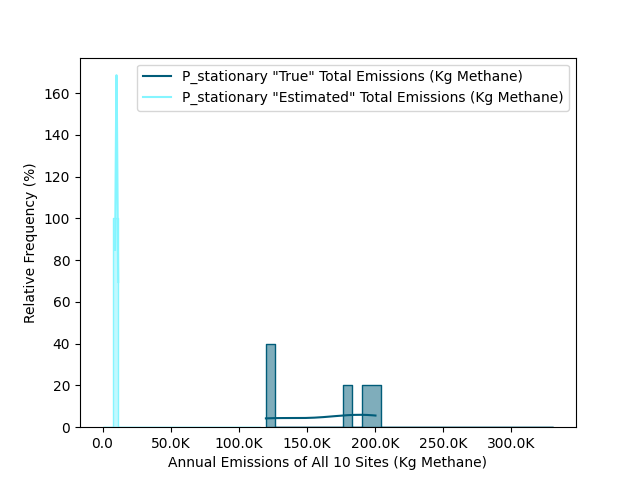 P_stationary "True" Total Emissions (Kg Methane)
P_stationary "Estimated" Total Emissions (Kg Methane)
Relative Frequency (%)
160
140
120
100
80
60
40
20
0
0.0 50.0K 100.0K 150.0K 200.0K 250.0K 300.0K
Annual Emissions of All 10 Sites (Kg Methane)